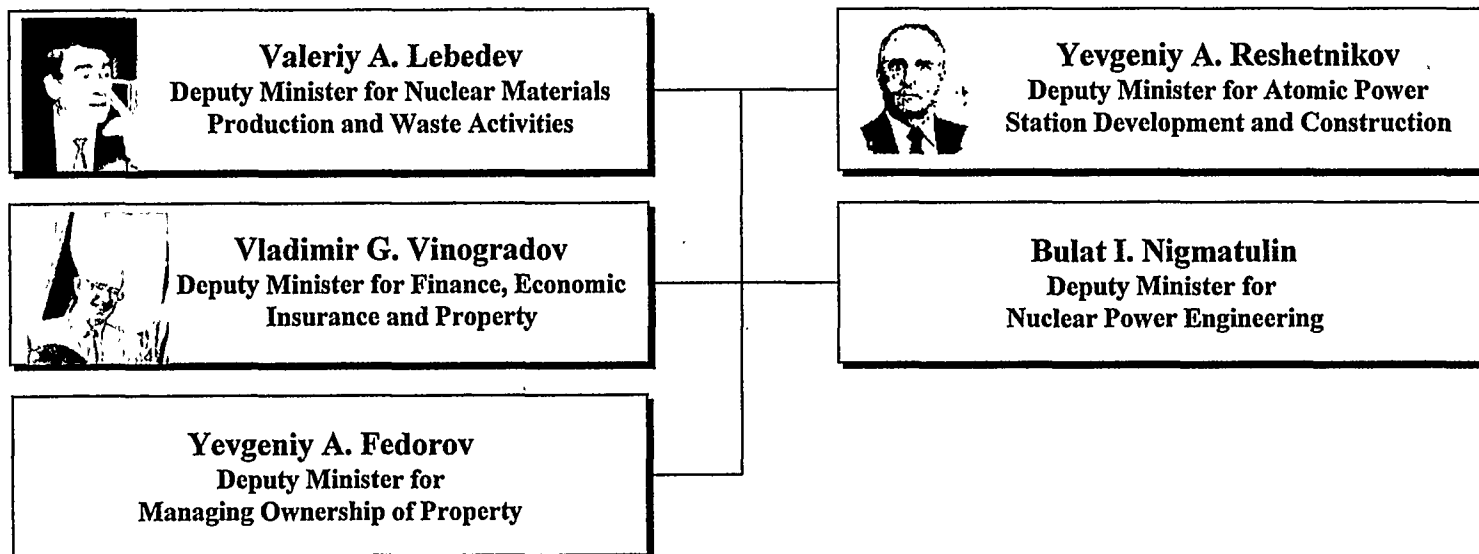 Valeriy A. Lebedev
Deputy Minister for Nuclear Materials
Production and Waste Activities
Yevgeniy A. Reshetnikov
Deputy Minister for Atomic Power
Station Development and Construction
Vladimir G. Vinogradov
Deputy Minister for Finance, Economic
Insurance and Property
Bulat I. Nigmatulin
Deputy Minister for
Nuclear Power Engineering
Yevgeniy A. Fedorov
Deputy Minister for
Managing Ownership of Property